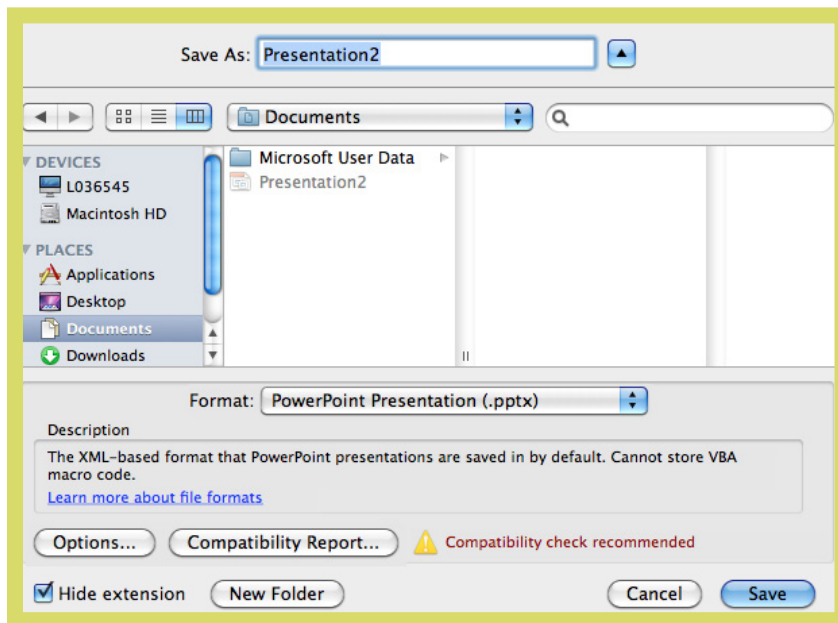 Save As: Presentation2
Documents
DEVICES
L036545
Macintosh HD
PLACES
Applications
Desktop
Documents
Downloads
Microsoft User Data
Presentation2
Format: PowerPoint Presentation (.pptx)
Description
The XML-based format that PowerPoint presentations are saved in by default. Cannot store VBA
macro code.
Learn more about file formats
Options... Compatibility Report... Compatibility check recommended
Hide extension New Folder Cancel Save